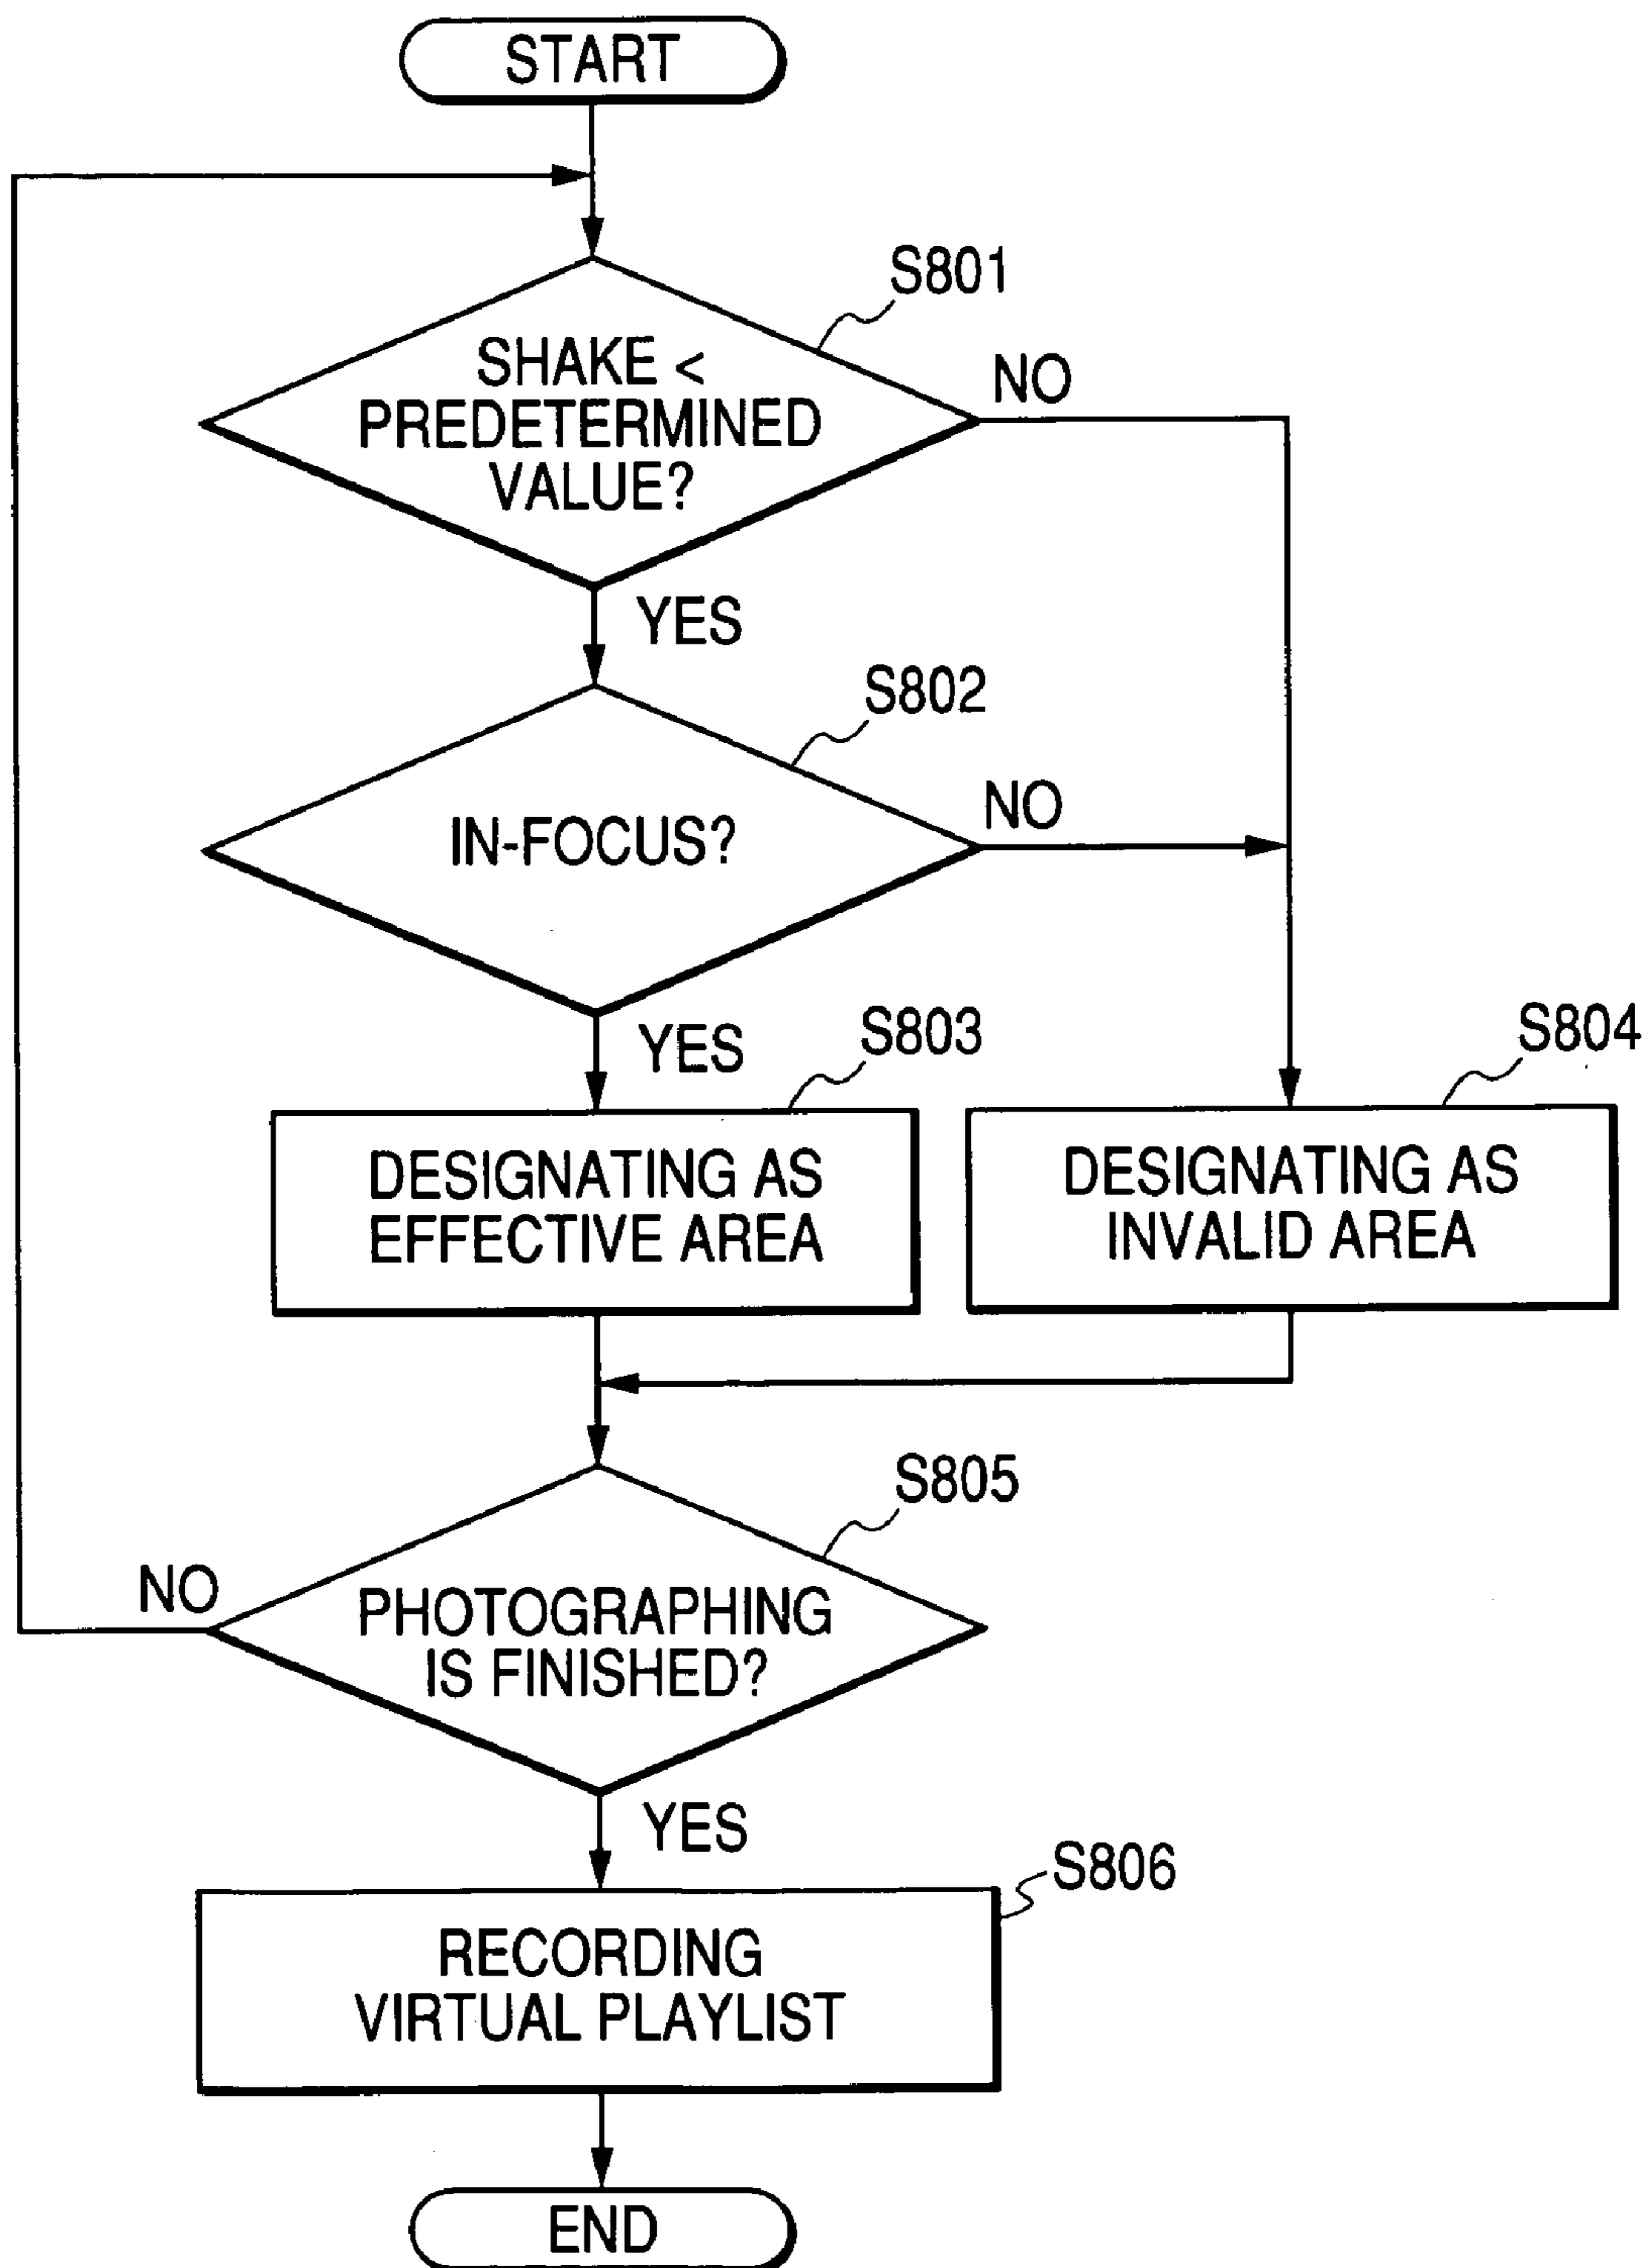 START
S801
SHAKE <
PREDETERMINED
VALUE?
NO
YES
S802
IN-FOCUS?
NO
YES
S803
S804
DESIGNATING AS
EFFECTIVE AREA
DESIGNATING AS
INVALID AREA
S805
NO
PHOTOGRAPHING
IS FINISHED?
YES
S806
RECORDING
VIRTUAL PLAYLIST
END